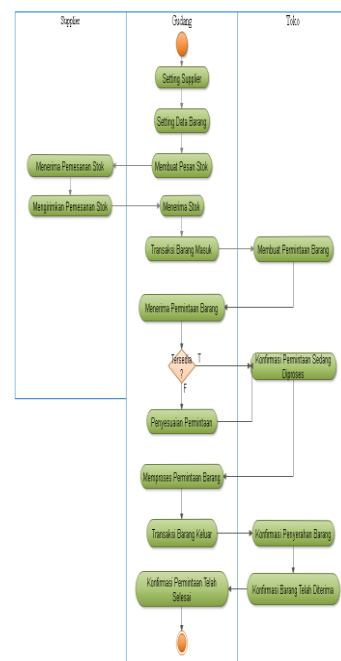 Supplier
Gudang
Toko
Setting Supplier
Setting Data Barang
Membuat Pesan Stok
Menerima Pemesanan Stok
Mengirimkan Pemesanan Stok
Menerima Stok
Transaksi Barang Masuk
Membuat Permintaan Barang
Menerima Permintaan Barang
Tersedia
?
T
F
Konfirmasi Permintaan Sedang
Diproses
Penyesuaian Permintaan
Memproses Permintaan Barang
Transaksi Barang Keluar
Konfirmasi Penyerahan Barang
Konfirmasi Barang Telah Diterima
Konfirmasi Permintaan Telah
Selesai